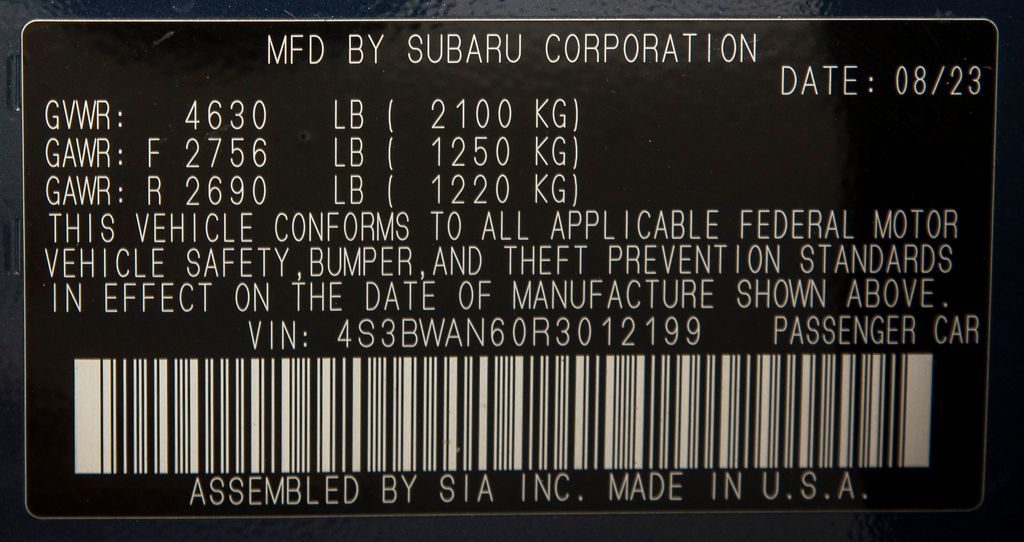 MFD BY SUBARU CORPORATION
DATE: 08/23
GVWR: 4630 LB ( 2100 KG)
GAWR: F 2756 LB ( 1250 KG)
GAWR: R 2690 LB ( 1220 KG)
THIS VEHICLE CONFORMS TO ALL APPLICABLE FEDERAL MOTOR
VEHICLE SAFETY,BUMPER,AND THEFT PREVENTION STANDARDS
IN EFFECT ON THE DATE OF MANUFACTURE SHOWN ABOVE.
VIN: 4S3BWAN60R3012199 PASSENGER CAR
ASSEMBLED BY SIA INC. MADE IN U.S.A.